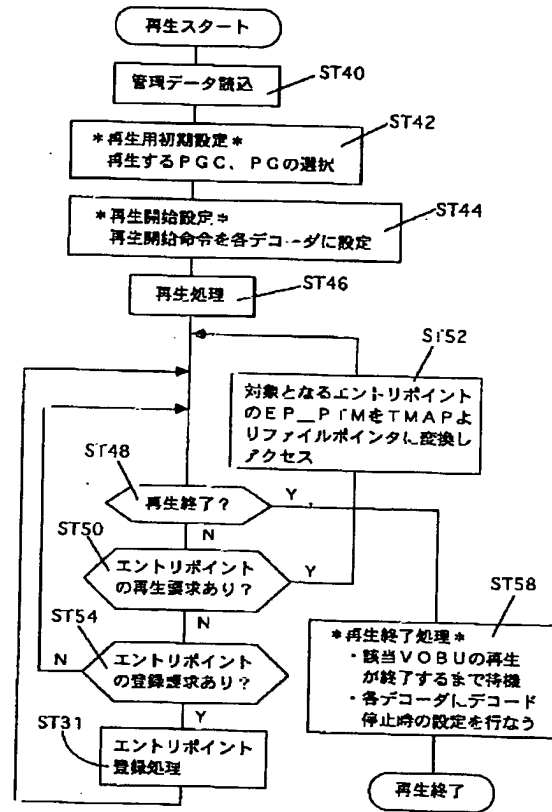 再生スタート
管理データ読込
ST40
*再生用初期設定*
再生するPGC、PGの選択
ST42
*再生開始設定*
再生開始命令を各デコーダに設定
ST44
再生処理
ST46
ST52
対象となるエントリポイント
のEP_PTMをTMAPよ
りファイルポインタに変換し
アクセス
ST48
再生終了?
Y
N
ST50
エントリポイント
の再生要求あり?
Y
N
ST54
エントリポイント
の登録要求あり?
N
Y
ST31
エントリポイント
登録処理
ST58
*再生終了処理*
・該当VOBUの再生
が終了するまで待機
・各デコーダにデコード
停止時の設定を行なう
再生終了